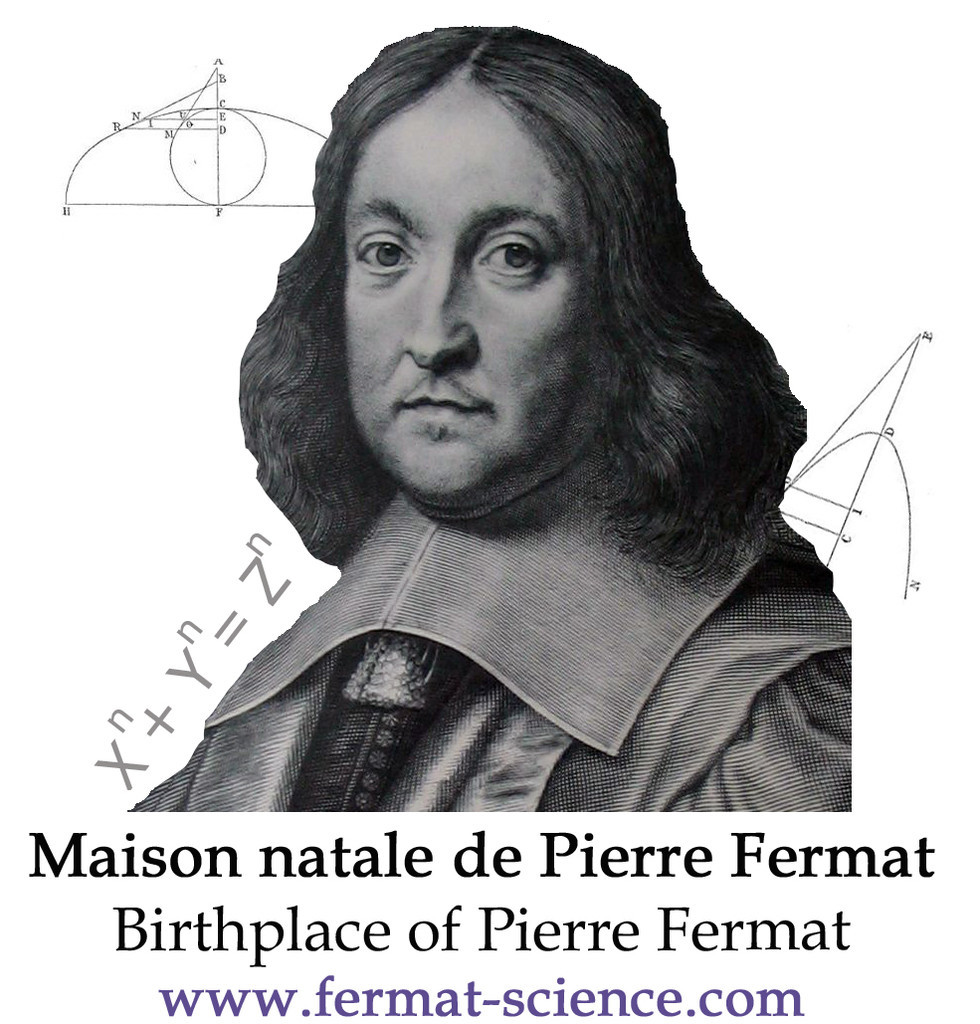 A
B
C
N
U
E
I
O
R
D
M
H
F
E
D
O
I
C
N
Xⁿ + Yⁿ = Zⁿ
Maison natale de Pierre Fermat
Birthplace of Pierre Fermat
www.fermat-science.com